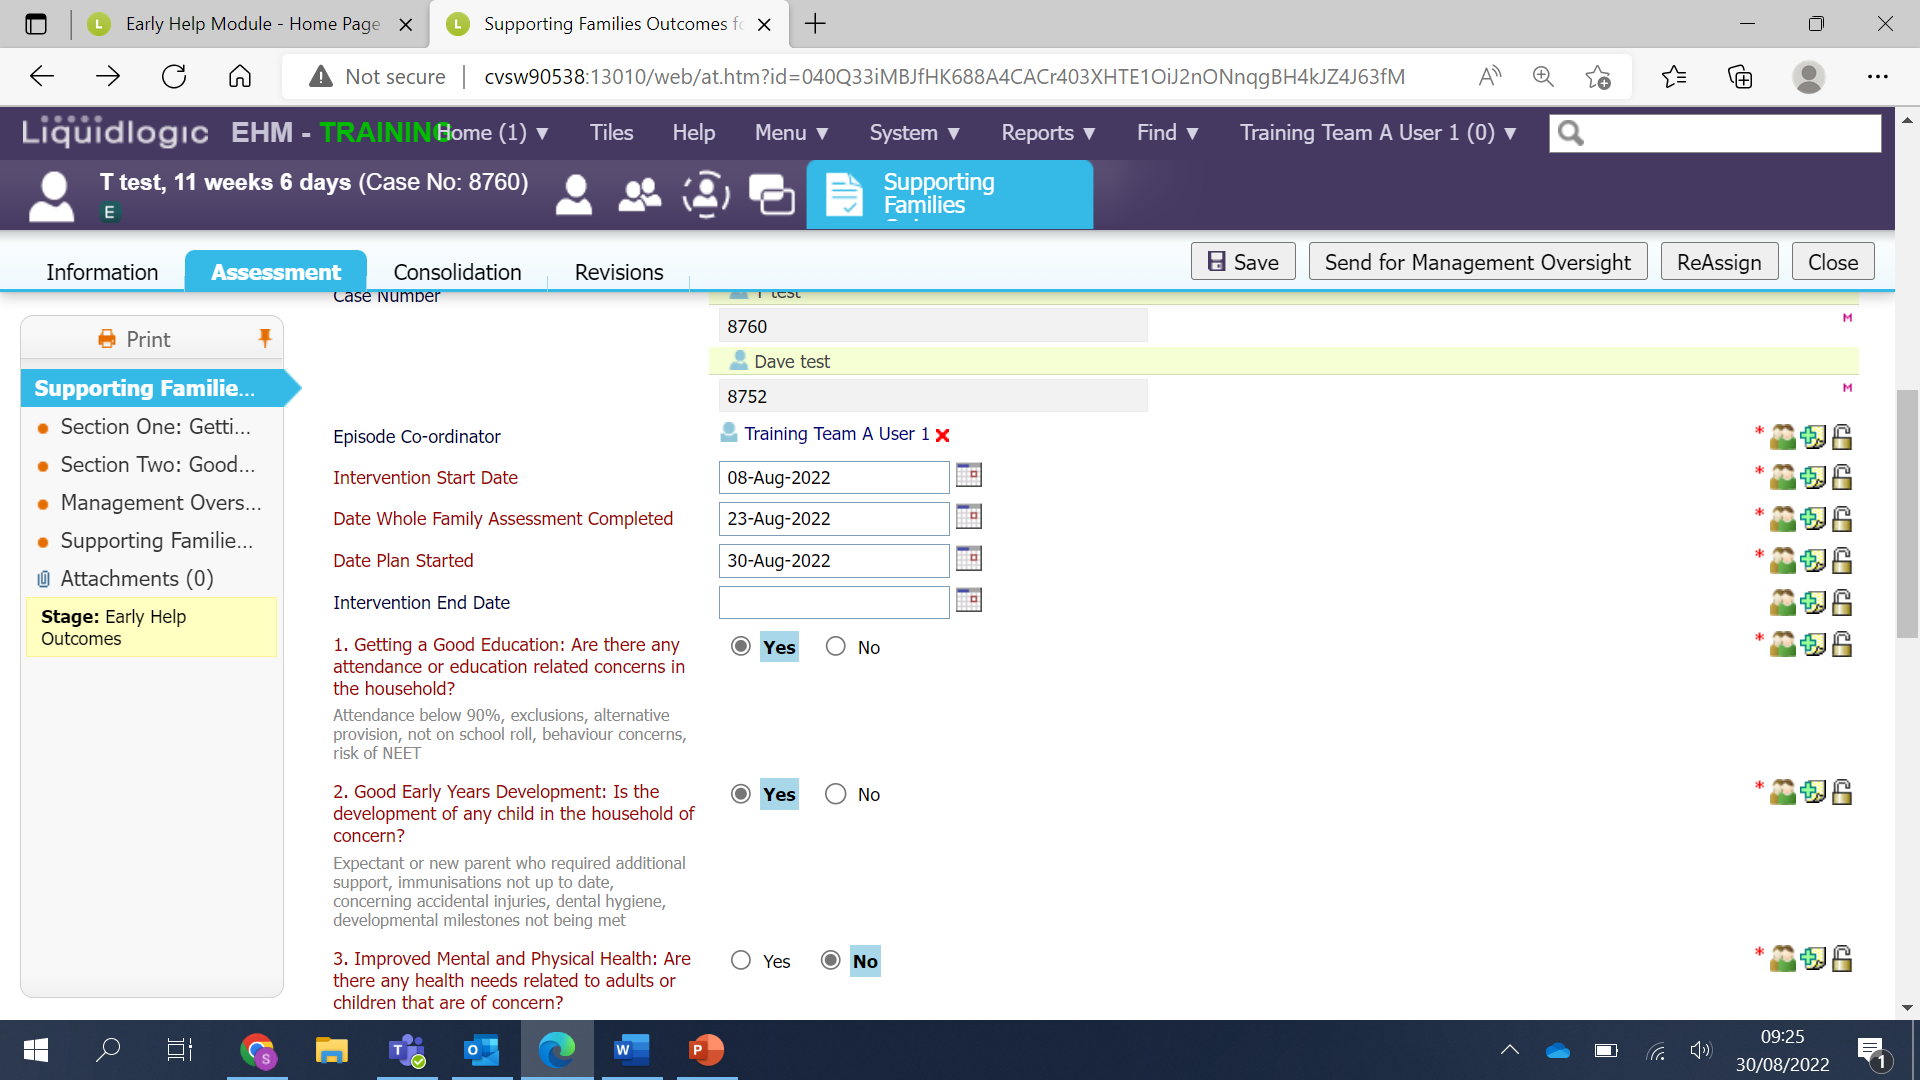 Early Help Module - Home Page
Supporting Families Outcomes fo
Not secure
cvsw90538:13010/web/at.htm?id=040Q33iMBJfHK688A4CACr403XHTE1OiJ2nONnqgBH4kJZ4J63fM
Liquidlogic EHM - TRAINING Home (1) ▼ Tiles Help Menu ▼ System ▼ Reports ▼ Find ▼ Training Team A User 1 (0) ▼
T test, 11 weeks 6 days (Case No: 8760)
E
Supporting
Families
Information Assessment Consolidation Revisions Save Send for Management Oversight ReAssign Close
Print
Supporting Familie...
Section One: Getti...
Section Two: Good...
Management Overs...
Supporting Familie...
Attachments (0)
Stage: Early Help
Outcomes
Case Number
T test
8760
M
Dave test
8752
M
Episode Co-ordinator Training Team A User 1 *
Intervention Start Date 08-Aug-2022 *
Date Whole Family Assessment Completed 23-Aug-2022 *
Date Plan Started 30-Aug-2022 *
Intervention End Date
1. Getting a Good Education: Are there any Yes No *
attendance or education related concerns in
the household?
Attendance below 90%, exclusions, alternative
provision, not on school roll, behaviour concerns,
risk of NEET
2. Good Early Years Development: Is the Yes No *
development of any child in the household of
concern?
Expectant or new parent who required additional
support, immunisations not up to date,
concerning accidental injuries, dental hygiene,
developmental milestones not being met
3. Improved Mental and Physical Health: Are Yes No *
there any health needs related to adults or
children that are of concern?
09:25
30/08/2022
1